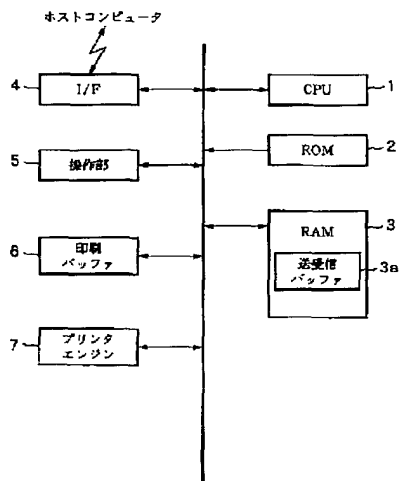 ホストコンピュータ
4
I/F
CPU
1
5
操作部
ROM
2
6
印刷
バッファ
RAM
3
送受信
バッファ
3a
7
プリンタ
エンジン